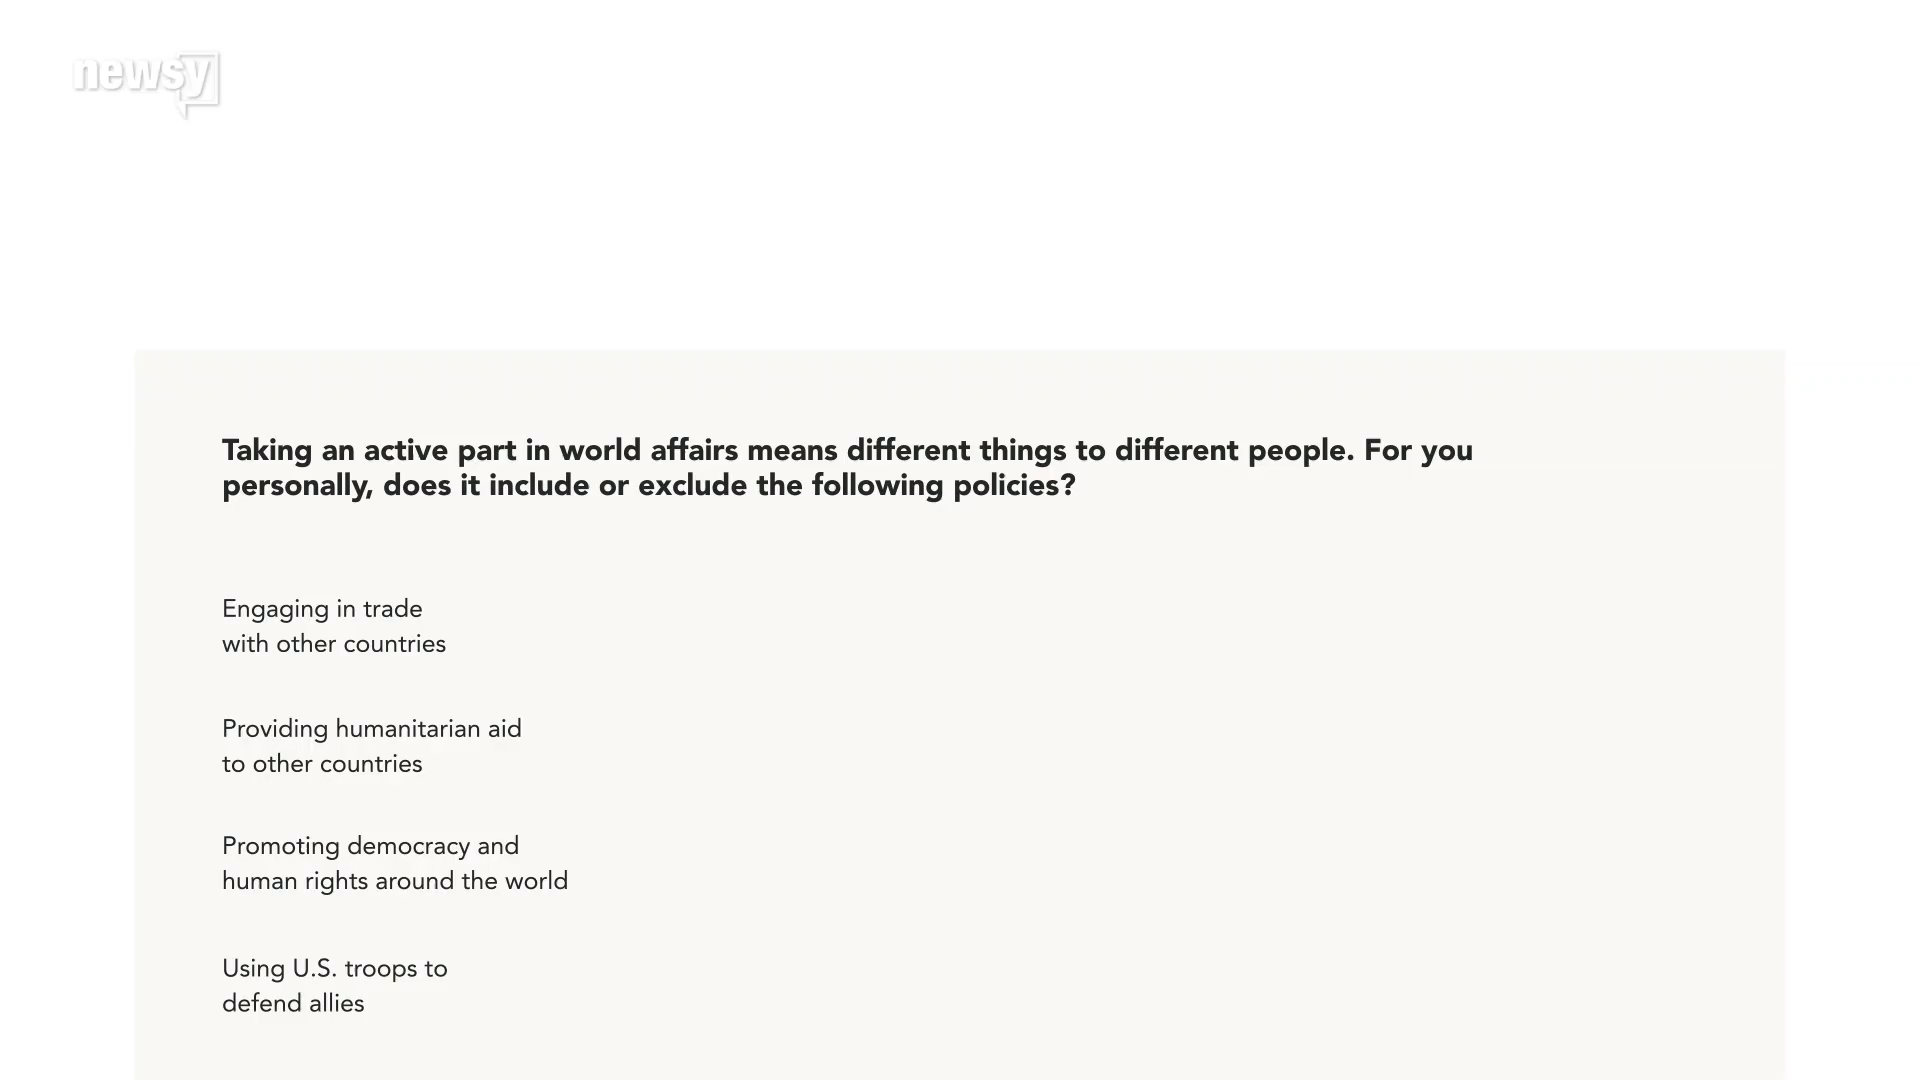 newsy
Taking an active part in world affairs means different things to different people. For you
personally, does it include or exclude the following policies?
Engaging in trade
with other countries
Providing humanitarian aid
to other countries
Promoting democracy and
human rights around the world
Using U.S. troops to
defend allies